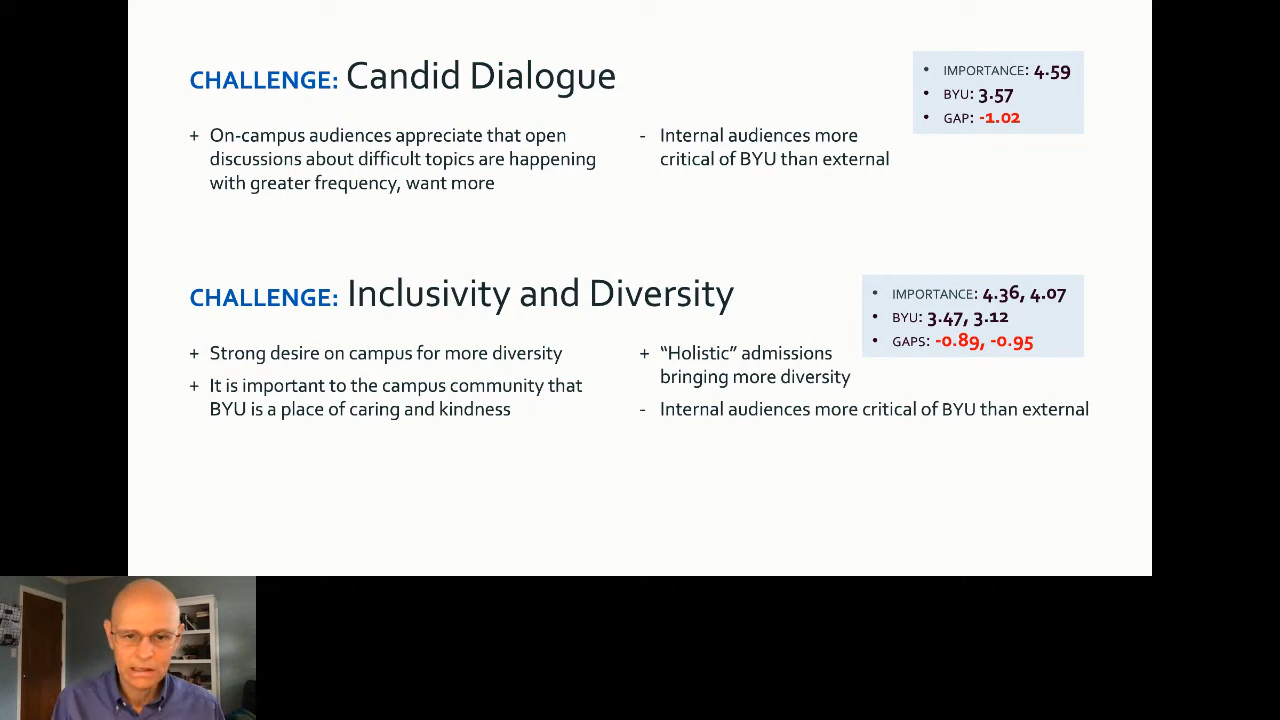 CHALLENGE: Candid Dialogue
• IMPORTANCE: 4.59
• BYU: 3.57
• GAP: -1.02
+ On-campus audiences appreciate that open
discussions about difficult topics are happening
with greater frequency, want more
- Internal audiences more
critical of BYU than external
CHALLENGE: Inclusivity and Diversity
• IMPORTANCE: 4.36, 4.07
• BYU: 3.47, 3.12
• GAPS: -0.89, -0.95
+ Strong desire on campus for more diversity
+ It is important to the campus community that
BYU is a place of caring and kindness
+ “Holistic” admissions
bringing more diversity
- Internal audiences more critical of BYU than external